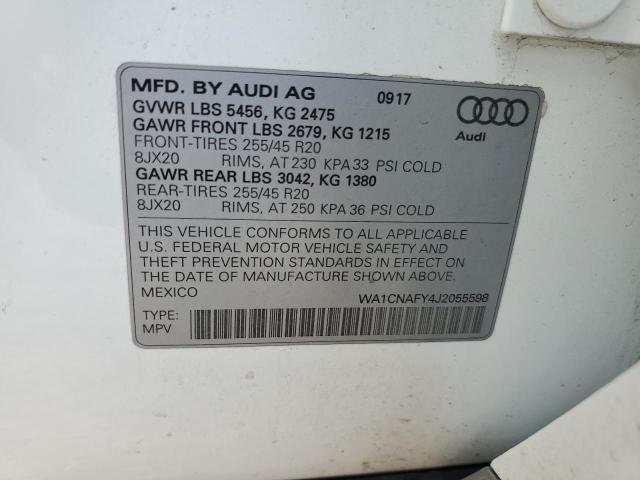 MFD. BY AUDI AG 0917
GVWR LBS 5456, KG 2475
GAWR FRONT LBS 2679, KG 1215
FRONT-TIRES 255/45 R20
8JX20 RIMS, AT 230 KPA 33 PSI COLD
GAWR REAR LBS 3042, KG 1380
REAR-TIRES 255/45 R20
8JX20 RIMS, AT 250 KPA 36 PSI COLD
Audi
THIS VEHICLE CONFORMS TO ALL APPLICABLE
U.S. FEDERAL MOTOR VEHICLE SAFETY AND
THEFT PREVENTION STANDARDS IN EFFECT ON
THE DATE OF MANUFACTURE SHOWN ABOVE.
MEXICO WA1CNAFY4J2055598
TYPE:
MPV